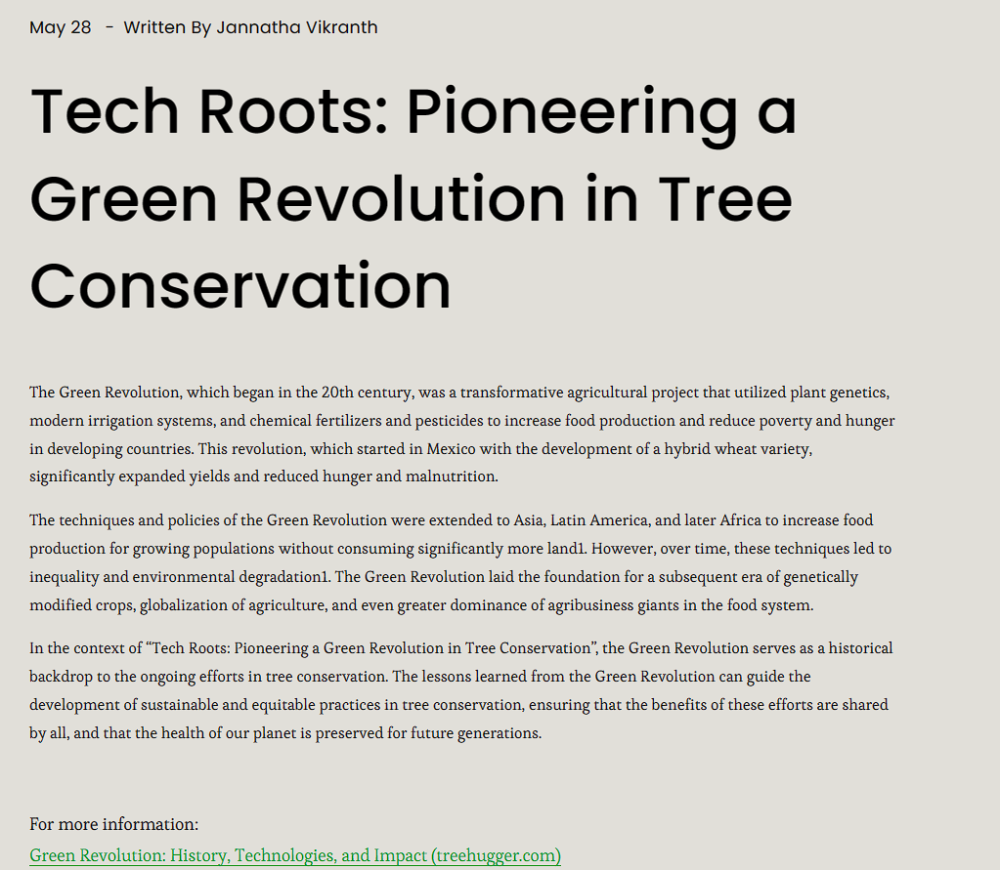 May 28 - Written By Jannatha Vikranth
Tech Roots: Pioneering a
Green Revolution in Tree
Conservation
The Green Revolution, which began in the 20th century, was a transformative agricultural project that utilized plant genetics,
modern irrigation systems, and chemical fertilizers and pesticides to increase food production and reduce poverty and hunger
in developing countries. This revolution, which started in Mexico with the development of a hybrid wheat variety,
significantly expanded yields and reduced hunger and malnutrition.
The techniques and policies of the Green Revolution were extended to Asia, Latin America, and later Africa to increase food
production for growing populations without consuming significantly more land1. However, over time, these techniques led to
inequality and environmental degradation1. The Green Revolution laid the foundation for a subsequent era of genetically
modified crops, globalization of agriculture, and even greater dominance of agribusiness giants in the food system.
In the context of “Tech Roots: Pioneering a Green Revolution in Tree Conservation”, the Green Revolution serves as a historical
backdrop to the ongoing efforts in tree conservation. The lessons learned from the Green Revolution can guide the
development of sustainable and equitable practices in tree conservation, ensuring that the benefits of these efforts are shared
by all, and that the health of our planet is preserved for future generations.
For more information:
Green Revolution: History, Technologies, and Impact (treehugger.com)